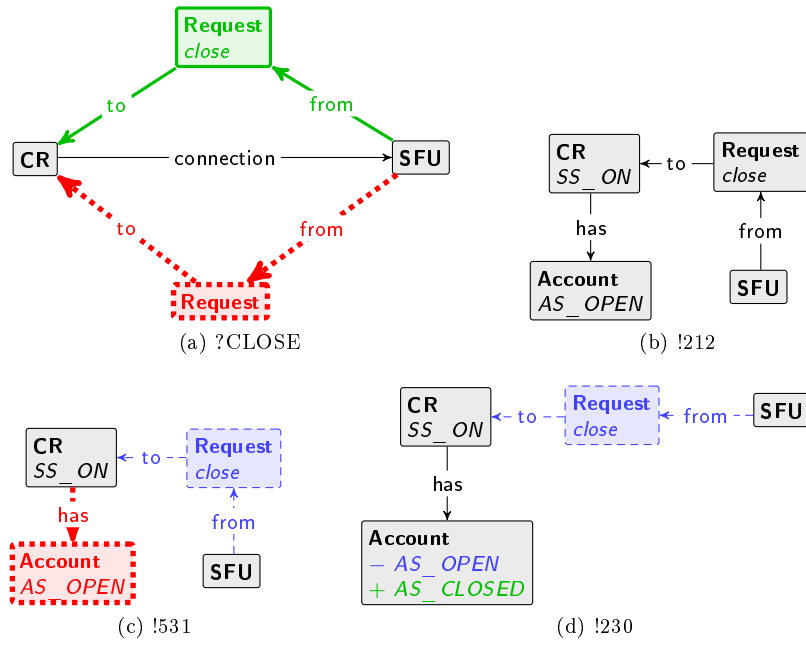 Request
close
to
from
CR
connection
SFU
to
from
Request
(a) ?CLOSE
CR
SS_ON
to
Request
close
has
from
Account
AS_OPEN
SFU
(b) !212
CR
SS_ON
to
Request
close
has
from
Account
AS_OPEN
SFU
(c) !531
CR
SS_ON
to
Request
close
from
SFU
has
Account
− AS_OPEN
+ AS_CLOSED
(d) !230